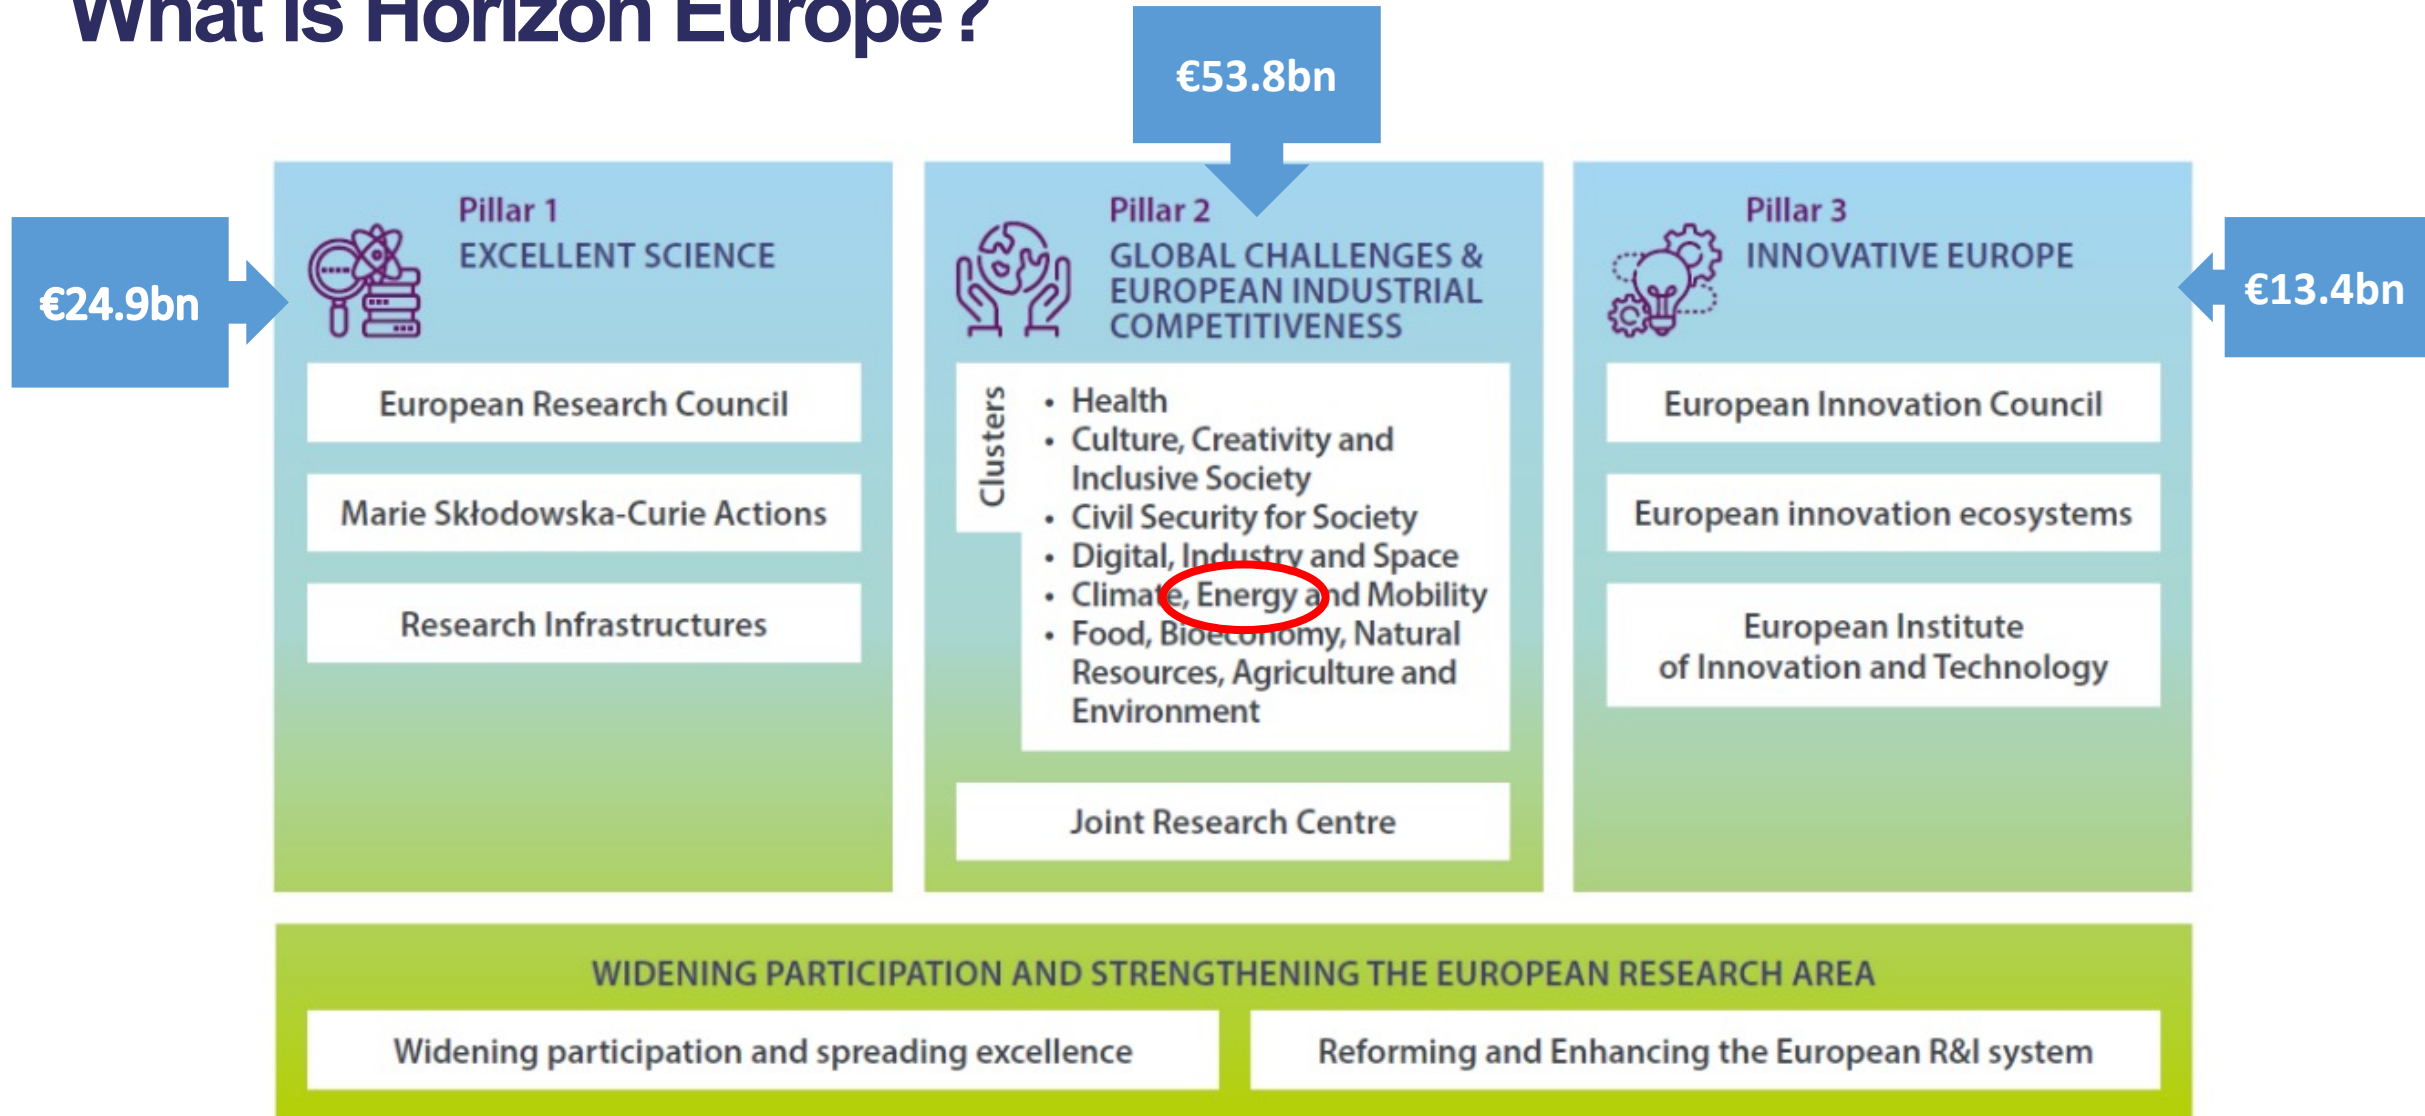 What is Horizon Europe?
€53.8bn
€24.9bn
Pillar 1
EXCELLENT SCIENCE
European Research Council
Marie Skłodowska-Curie Actions
Research Infrastructures
Pillar 2
GLOBAL CHALLENGES &
EUROPEAN INDUSTRIAL
COMPETITIVENESS
Clusters
• Health
• Culture, Creativity and
Inclusive Society
• Civil Security for Society
• Digital, Industry and Space
• Climate, Energy and Mobility
• Food, Bioeconomy, Natural
Resources, Agriculture and
Environment
Joint Research Centre
Pillar 3
INNOVATIVE EUROPE
€13.4bn
European Innovation Council
European innovation ecosystems
European Institute
of Innovation and Technology
WIDENING PARTICIPATION AND STRENGTHENING THE EUROPEAN RESEARCH AREA
Widening participation and spreading excellence
Reforming and Enhancing the European R&I system